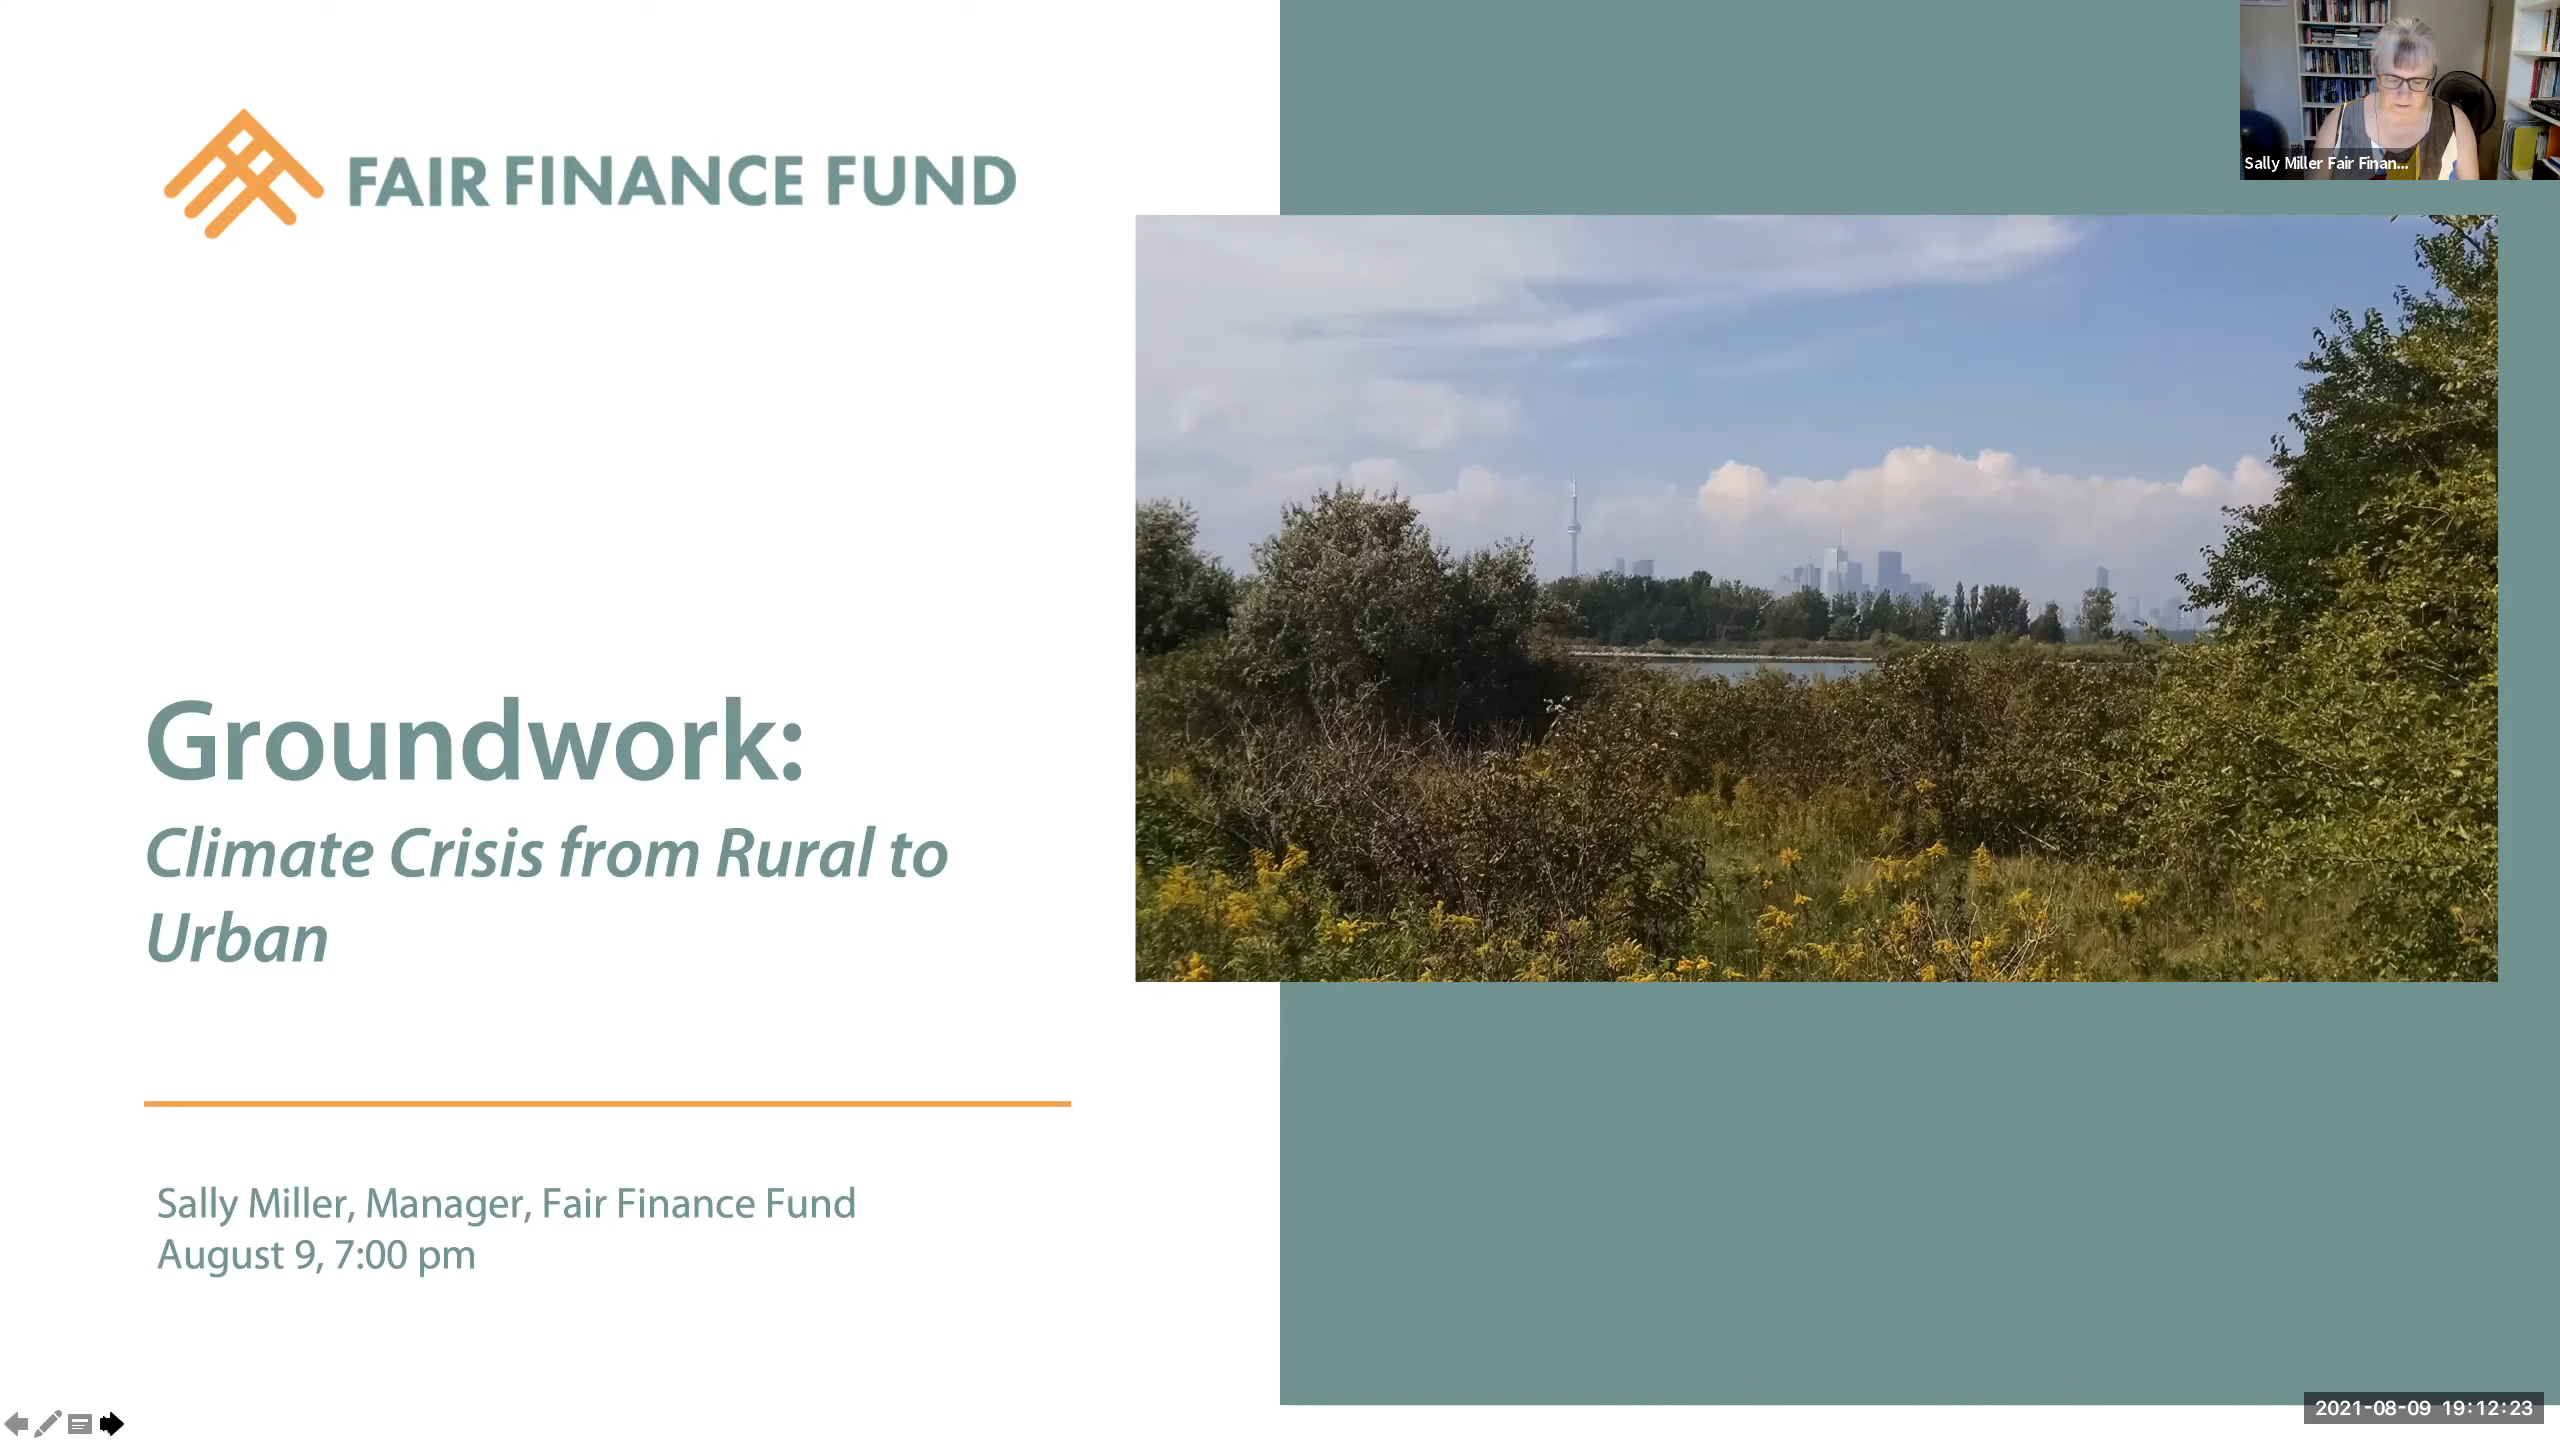 FAIR FINANCE FUND
Sally Miller Fair Finan...
Groundwork:
Climate Crisis from Rural to
Urban
Sally Miller, Manager, Fair Finance Fund
August 9, 7:00 pm
2021-08-09 19:12:23